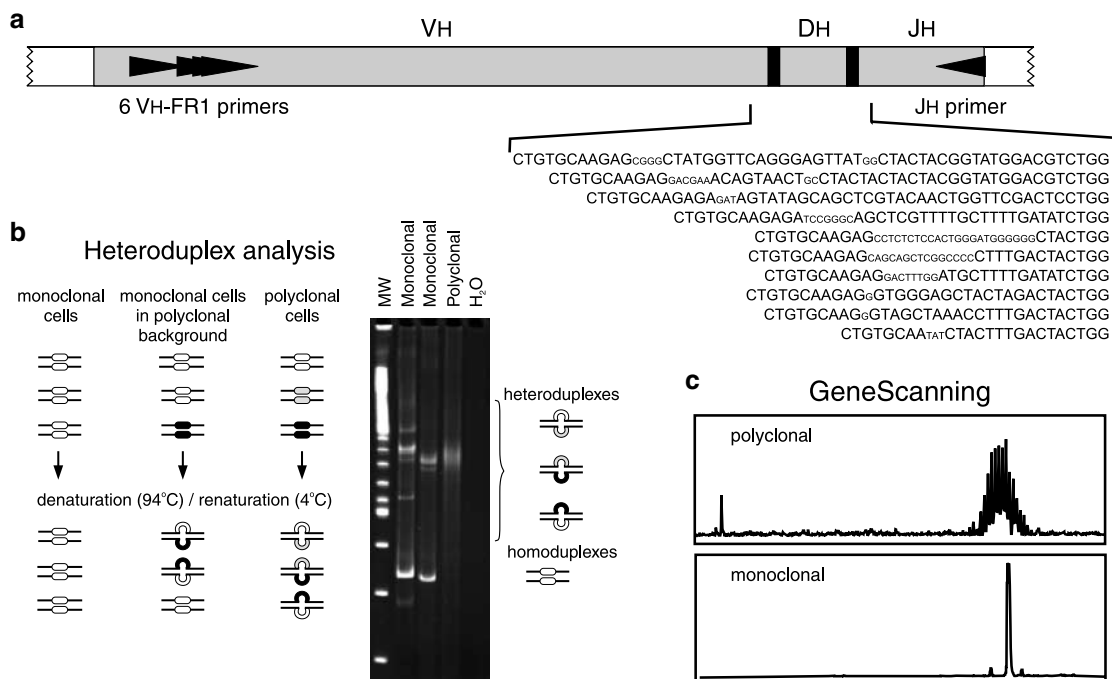 a
VH
DH
JH
6 VH-FR1 primers
JH primer
CTGTGCAAGAGCGGGCTATGGTTCAGGGAGTTATGGCTACTACGGTATGGACGTCTGG
CTGTGCAAGAGGACGAAACAGTAACTGCCTACTACTACTACGGTATGGACGTCTGG
CTGTGCAAGAGAGATAGTATAGCAGCTCGTACAACTGGTTCGACTCCTGG
CTGTGCAAGAGATCCGGGCAGCTCGTTTTGCTTTTGATATCTGG
CTGTGCAAGAGCCTCTCTCCACTGGGATGGGGGGCTACTGG
CTGTGCAAGAGCAGCAGCTCGGCCCCCTTTGACTACTGG
CTGTGCAAGAGGACTTTGGATGCTTTTGATATCTGG
CTGTGCAAGAGGGTGGGAGCTACTAGACTACTGG
CTGTGCAAGGGTAGCTAAACCTTTGACTACTGG
CTGTGCAATATCTACTTTGACTACTGG
b
Heteroduplex analysis
monoclonal
cells
monoclonal cells
in polyclonal
background
polyclonal
cells
denaturation (94°C) / renaturation (4°C)
MW
Monoclonal
Monoclonal
Polyclonal
H2O
heteroduplexes
homoduplexes
c
GeneScanning
polyclonal
monoclonal